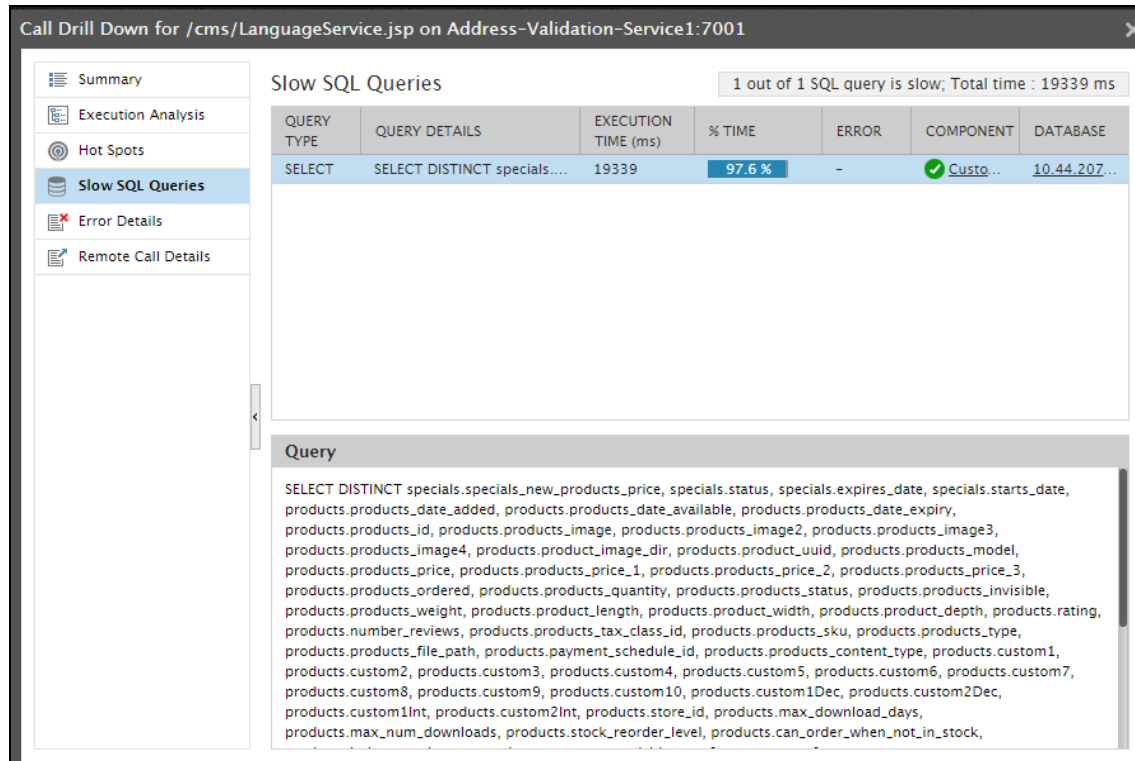 Call Drill Down for /cms/LanguageService.jsp on Address-Validation-Service1:7001
Summary
Execution Analysis
Hot Spots
Slow SQL Queries
Error Details
Remote Call Details
Slow SQL Queries
1 out of 1 SQL query is slow; Total time : 19339 ms
QUERY TYPE QUERY DETAILS EXECUTION TIME (ms) % TIME ERROR COMPONENT DATABASE
SELECT SELECT DISTINCT specials.... 19339 97.6 % – Custo... 10.44.207...
Query
SELECT DISTINCT specials.specials_new_products_price, specials.status, specials.expires_date, specials.starts_date,
products.products_date_added, products.products_date_available, products.products_date_expiry,
products.products_id, products.products_image, products.products_image2, products.products_image3,
products.products_image4, products.product_image_dir, products.product_uuid, products.products_model,
products.products_price, products.products_price_1, products.products_price_2, products.products_price_3,
products.products_ordered, products.products_quantity, products.products_status, products.products_invisible,
products.products_weight, products.product_length, products.product_width, products.product_depth, products.rating,
products.number_reviews, products.products_tax_class_id, products.products_sku, products.products_type,
products.products_file_path, products.payment_schedule_id, products.products_content_type, products.custom1,
products.custom2, products.custom3, products.custom4, products.custom5, products.custom6, products.custom7,
products.custom8, products.custom9, products.custom10, products.custom1Dec, products.custom2Dec,
products.custom1Int, products.custom2Int, products.store_id, products.max_download_days,
products.max_num_downloads, products.stock_reorder_level, products.can_order_when_not_in_stock,